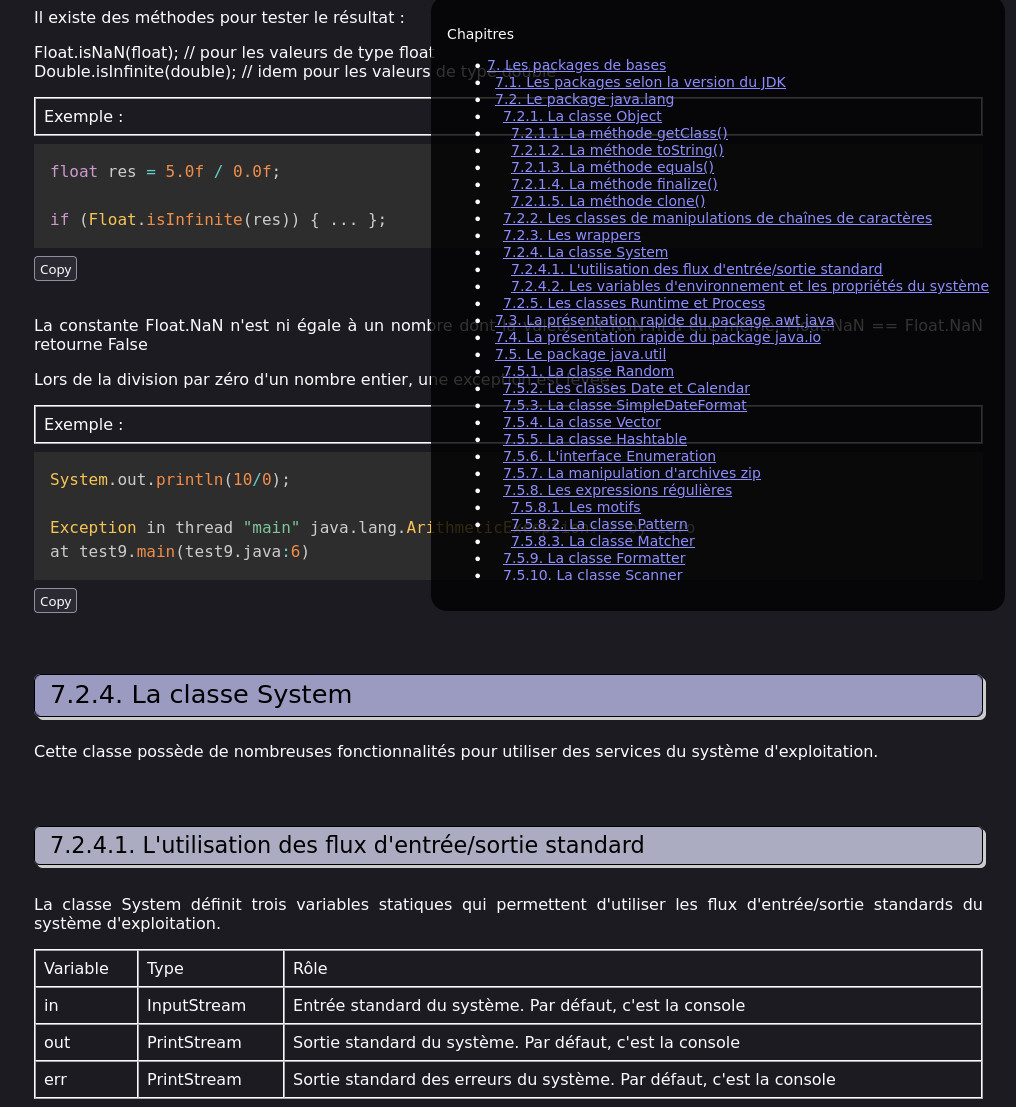 Il existe des méthodes pour tester le résultat :
Float.isNaN(float); // pour les valeurs de type float
Double.isInfinite(double); // idem pour les valeurs de type double
Exemple :
float res = 5.0f / 0.0f;
if (Float.isInfinite(res)) { ... };
Copy
La constante Float.NaN n'est ni égale à un nombre dont la valeur est NaN ni à elle même. Float.NaN == Float.NaN
retourne False
Lors de la division par zéro d'un nombre entier, une exception est levée.
Exemple :
System.out.println(10/0);
Exception in thread "main" java.lang.ArithmeticException: / by zero
at test9.main(test9.java:6)
Copy
Chapitres
7. Les packages de bases
7.1. Les packages selon la version du JDK
7.2. Le package java.lang
7.2.1. La classe Object
7.2.1.1. La méthode getClass()
7.2.1.2. La méthode toString()
7.2.1.3. La méthode equals()
7.2.1.4. La méthode finalize()
7.2.1.5. La méthode clone()
7.2.2. Les classes de manipulations de chaînes de caractères
7.2.3. Les wrappers
7.2.4. La classe System
7.2.4.1. L'utilisation des flux d'entrée/sortie standard
7.2.4.2. Les variables d'environnement et les propriétés du système
7.2.5. Les classes Runtime et Process
7.3. La présentation rapide du package awt java
7.4. La présentation rapide du package java.io
7.5. Le package java.util
7.5.1. La classe Random
7.5.2. Les classes Date et Calendar
7.5.3. La classe SimpleDateFormat
7.5.4. La classe Vector
7.5.5. La classe Hashtable
7.5.6. L'interface Enumeration
7.5.7. La manipulation d'archives zip
7.5.8. Les expressions régulières
7.5.8.1. Les motifs
7.5.8.2. La classe Pattern
7.5.8.3. La classe Matcher
7.5.9. La classe Formatter
7.5.10. La classe Scanner
7.2.4. La classe System
Cette classe possède de nombreuses fonctionnalités pour utiliser des services du système d'exploitation.
7.2.4.1. L'utilisation des flux d'entrée/sortie standard
La classe System définit trois variables statiques qui permettent d'utiliser les flux d'entrée/sortie standards du
système d'exploitation.
Variable Type Rôle
in InputStream Entrée standard du système. Par défaut, c'est la console
out PrintStream Sortie standard du système. Par défaut, c'est la console
err PrintStream Sortie standard des erreurs du système. Par défaut, c'est la console